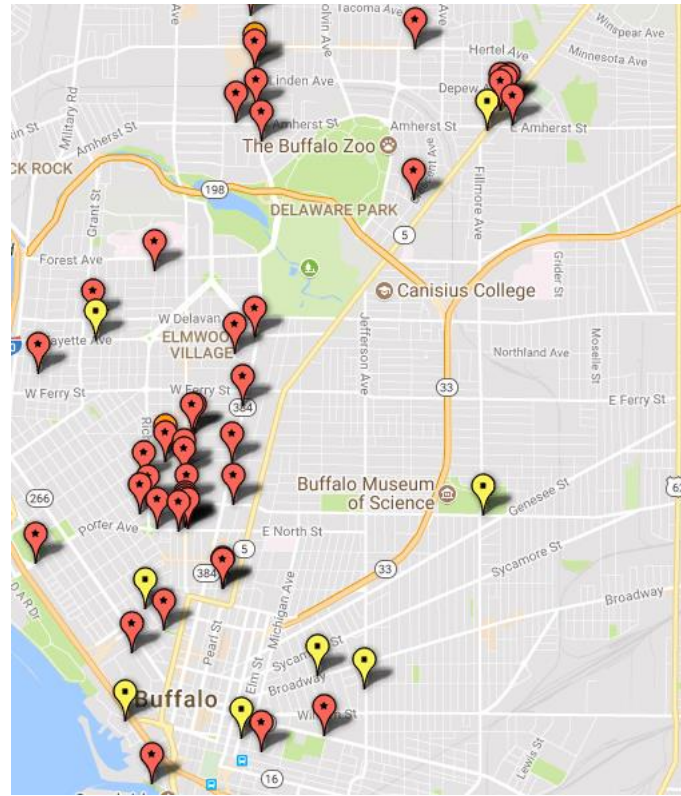 Tacoma Ave
Winspear Ave
Hertel Ave
Minnesota Ave
Linden Ave
Depew
Military Rd
Amherst St
Amherst St
Amherst St
E Amherst St
The Buffalo Zoo
CK ROCK
198
Fillmore Ave
Grant St
DELAWARE PARK
5
Forest Ave
Grider St
Canisius College
W Delavan
ELMWOO
VILLAGE
ayette Ave
Jefferson Ave
Northland Ave
Moselle St
33
W Ferry St
W Ferry St
384
E Ferry St
Buffalo Museum
of Science
266
Genesee St
62
Porter Ave
E North St
5
Sycamore St
384
33
D AR Dr
Michigan Ave
Broadway
Pearl St
Elm St
Broadway
Buffalo
Lewis St
16